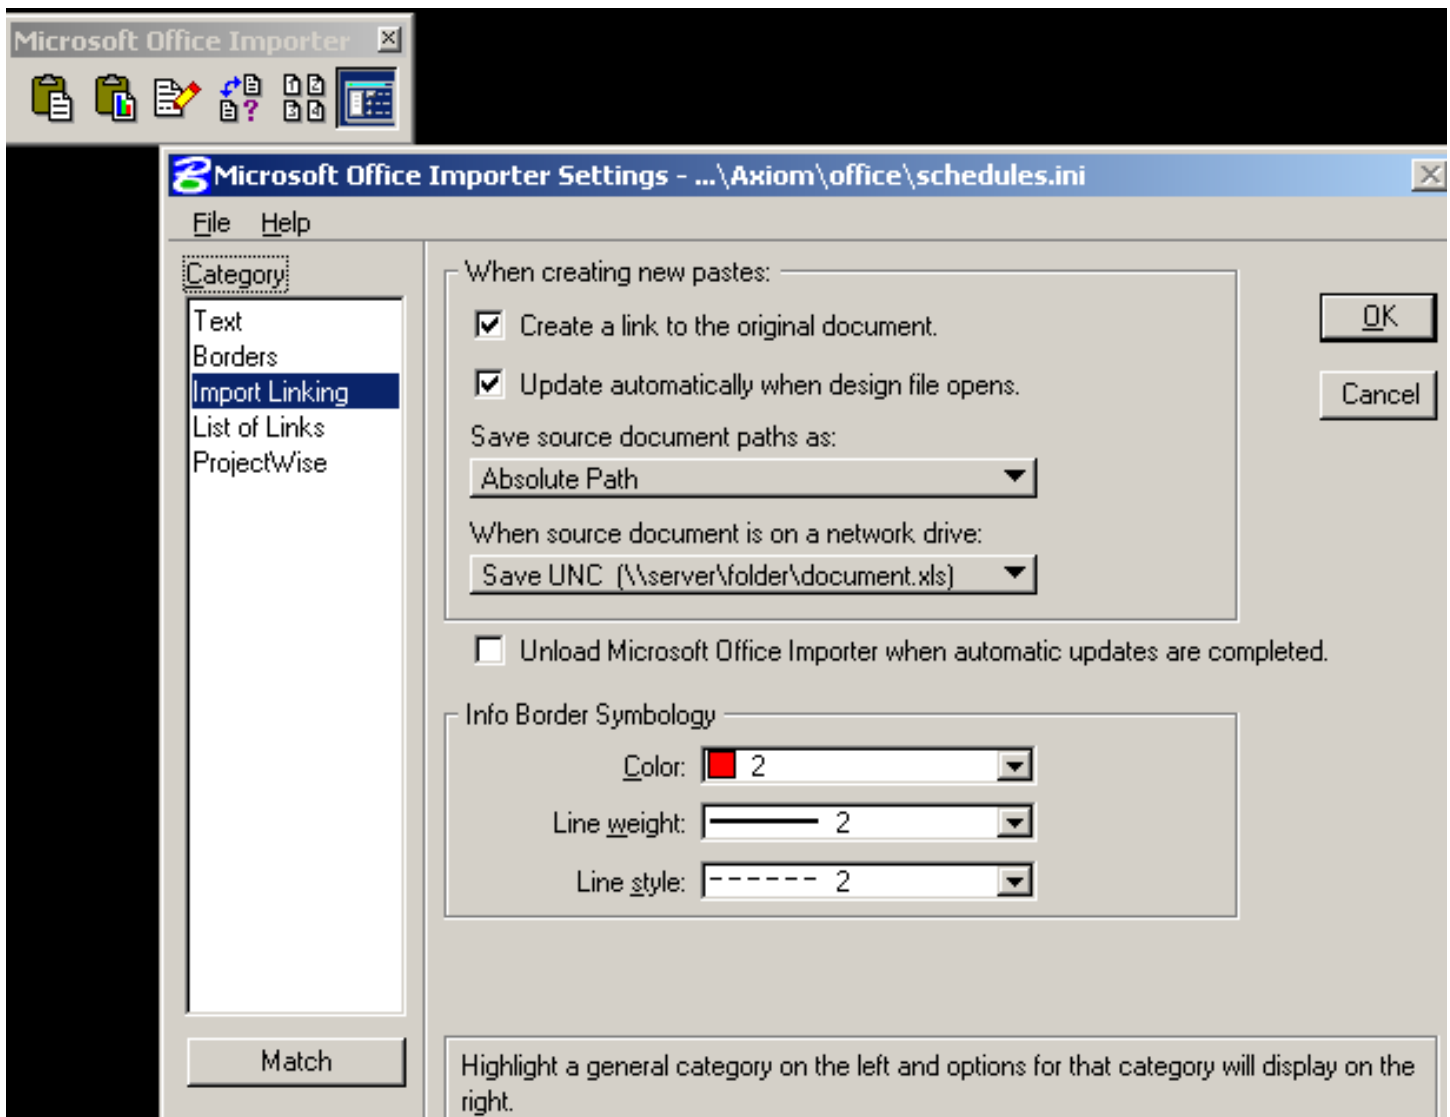 Microsoft Office Importer
Microsoft Office Importer Settings - ...\Axiom\office\schedules.ini
File Help
Category
Text
Borders
Import Linking
List of Links
ProjectWise
Match
When creating new pastes:
Create a link to the original document.
Update automatically when design file opens.
Save source document paths as:
Absolute Path
When source document is on a network drive:
Save UNC (\\server\folder\document.xls)
Unload Microsoft Office Importer when automatic updates are completed.
Info Border Symbology
Color: 2
Line weight: 2
Line style: 2
OK
Cancel
Highlight a general category on the left and options for that category will display on the
right.